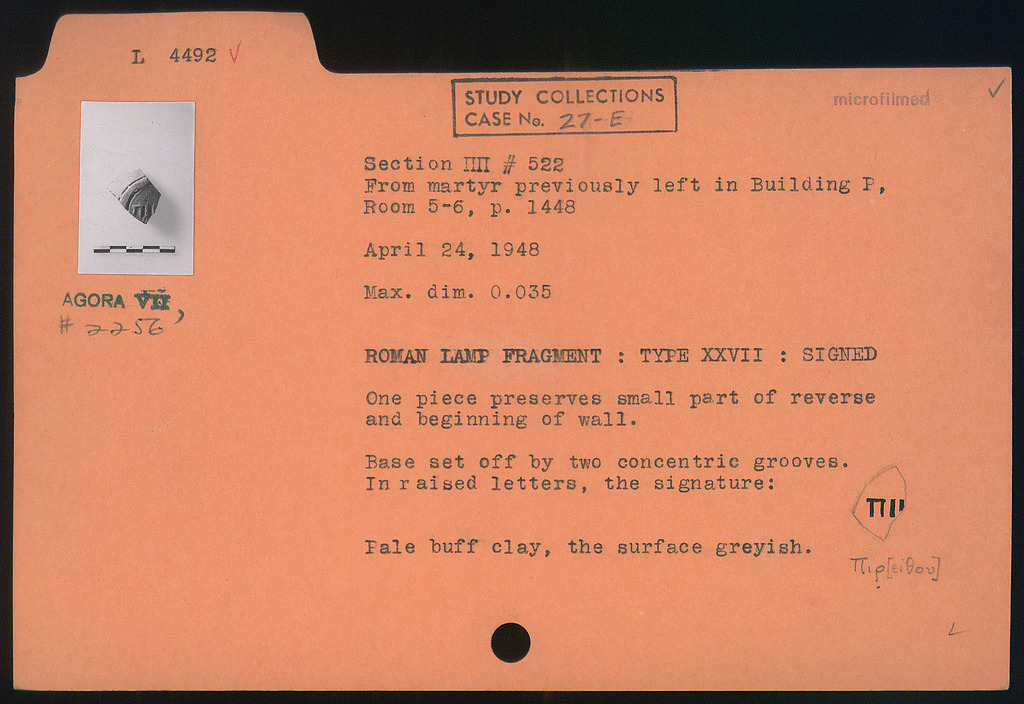 L 4492 ✓
STUDY COLLECTIONS
CASE No. 27-E
microfilmed ✓
Section ΠΠ # 522
From martyr previously left in Building P,
Room 5-6, p. 1448
April 24, 1948
Max. dim. 0.035
AGORA VII,
# 2256
ROMAN LAMP FRAGMENT : TYPE XXVII : SIGNED
One piece preserves small part of reverse
and beginning of wall.
Base set off by two concentric grooves.
In raised letters, the signature:
ΠΙΙ
Pale buff clay, the surface greyish.
Πιρ̣[είθου]
L